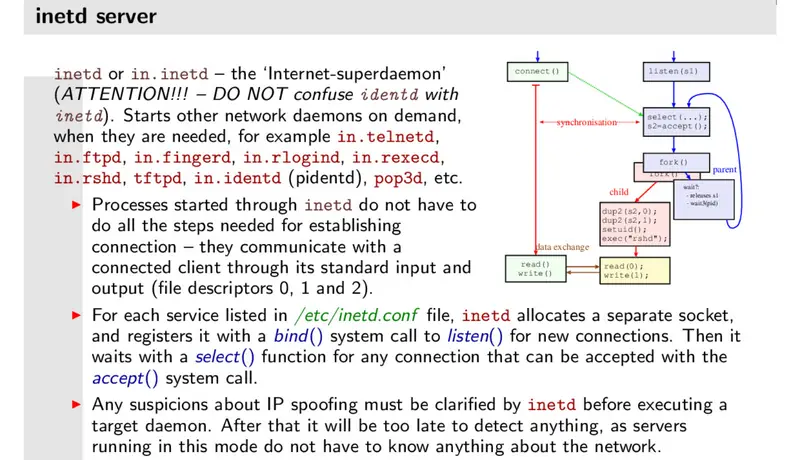 inetd server
inetd or in.inetd – the ‘Internet-superdaemon’
(ATTENTION!!! – DO NOT confuse identd with
inetd). Starts other network daemons on demand,
when they are needed, for example in.telnetd,
in.ftpd, in.fingerd, in.rlogind, in.rexecd,
in.rshd, tftpd, in.identd (pidentd), pop3d, etc.
Processes started through inetd do not have to
do all the steps needed for establishing
connection – they communicate with a
connected client through its standard input and
output (file descriptors 0, 1 and 2).
connect()
listen(s1)
synchronisation
select(...);
s2=accept();
fork()
fork()
parent
wait?:
- releases s1
- wait3(pid)
child
dup2(s2,0);
dup2(s2,1);
setuid();
exec("rshd");
data exchange
read()
write()
read(0);
write(1);
For each service listed in /etc/inetd.conf file, inetd allocates a separate socket,
and registers it with a bind() system call to listen() for new connections. Then it
waits with a select() function for any connection that can be accepted with the
accept() system call.
Any suspicions about IP spoofing must be clarified by inetd before executing a
target daemon. After that it will be too late to detect anything, as servers
running in this mode do not have to know anything about the network.